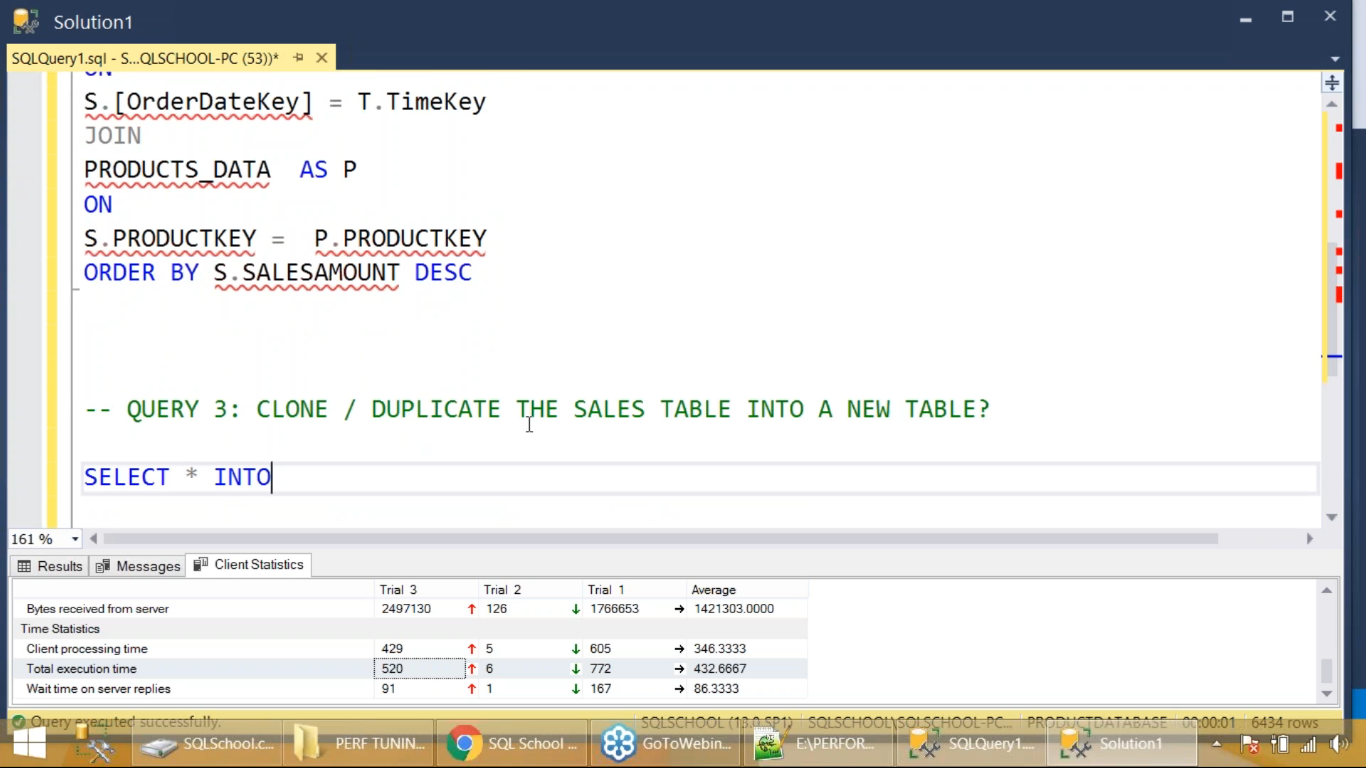 Solution1
SQLQuery1.sql - S...QLSCHOOL-PC (53))*
ON
S.[OrderDateKey] = T.TimeKey
JOIN
PRODUCTS_DATA  AS P
ON
S.PRODUCTKEY =  P.PRODUCTKEY
ORDER BY S.SALESAMOUNT DESC
-- QUERY 3: CLONE / DUPLICATE THE SALES TABLE INTO A NEW TABLE?
SELECT * INTO
161 %
Results Messages Client Statistics
Trial 3 Trial 2 Trial 1 Average
Bytes received from server 2497130 126 1766653 1421303.0000
Time Statistics
Client processing time 429 5 605 346.3333
Total execution time 520 6 772 432.6667
Wait time on server replies 91 1 167 86.3333
Query executed successfully. SQLSCHOOL (13.0 SP1) SQLSCHOOL\SQLSCHOOL-PC... PRODUCTDATABASE 00:00:01 6434 rows
SQLSchool.c... PERF TUNIN... SQL School ... GoToWebin... E:\PERFOR... SQLQuery1.... Solution1